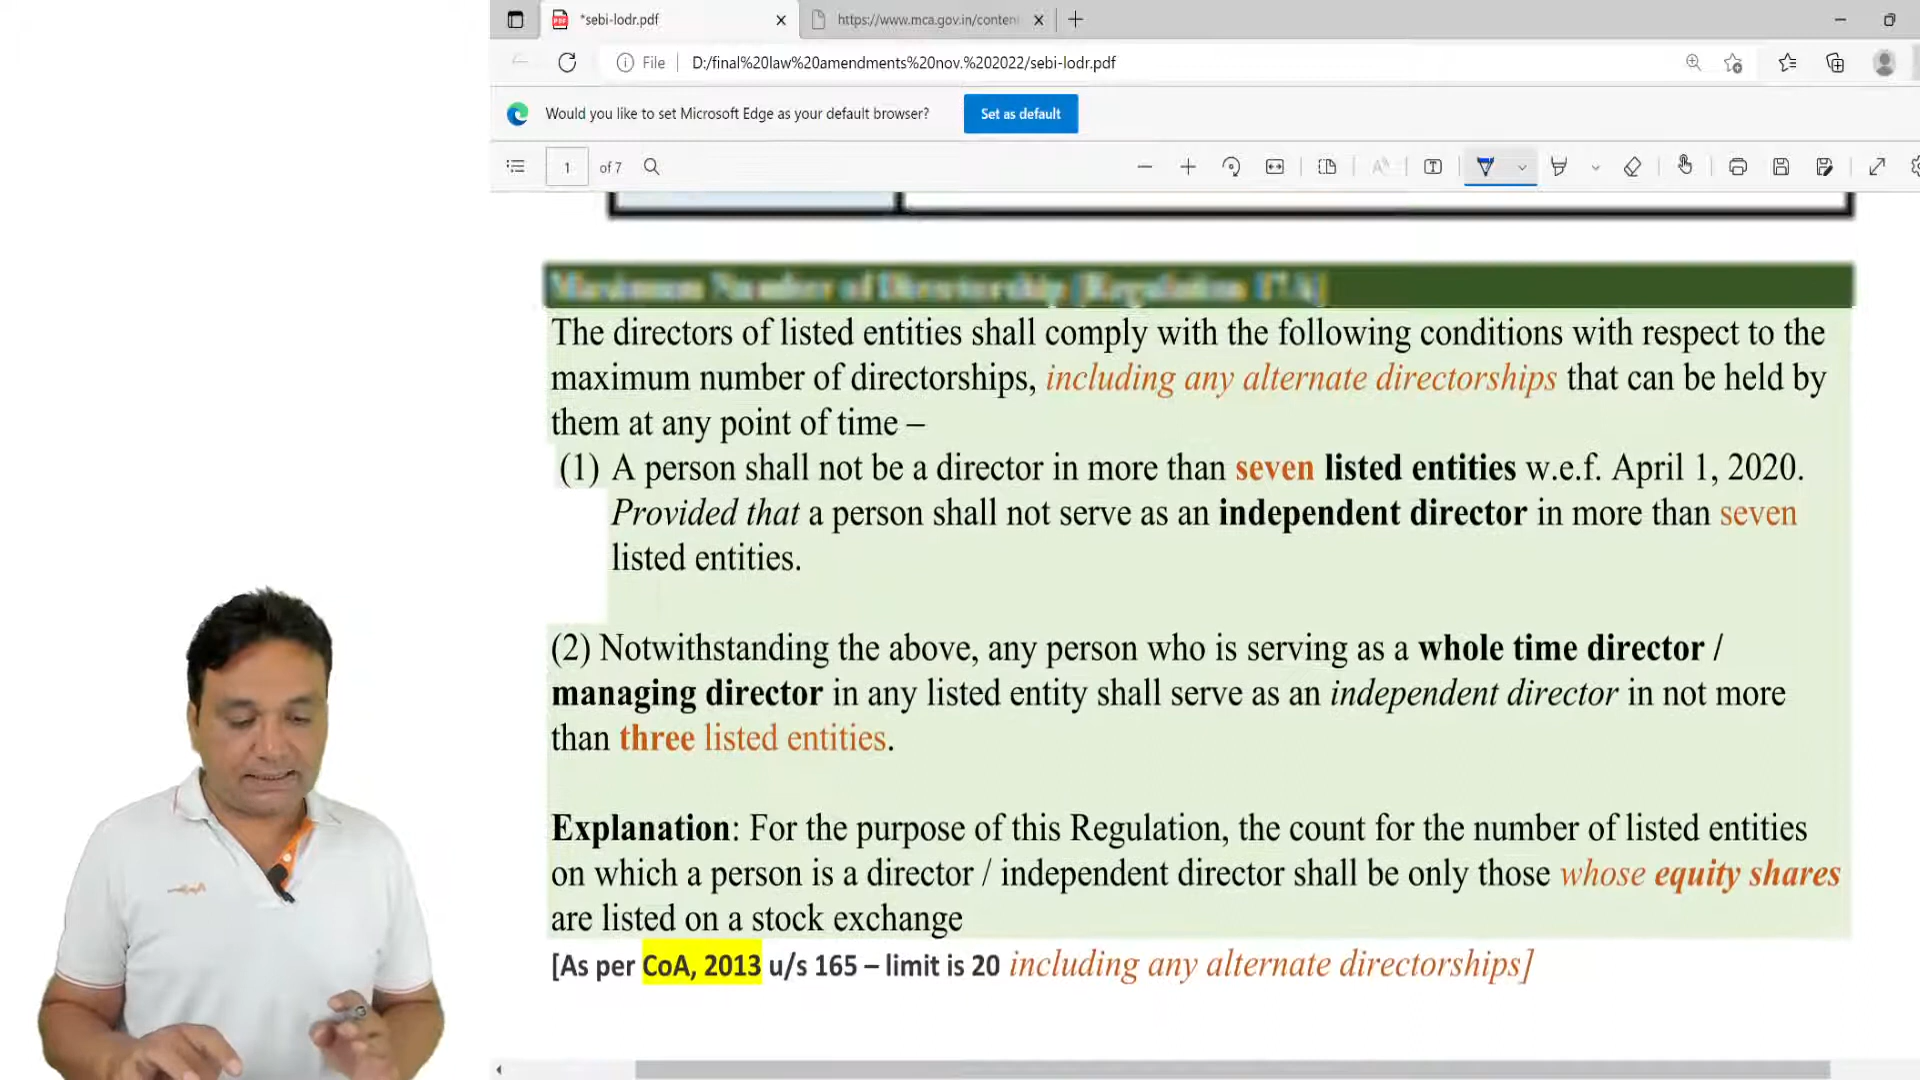 *sebi-lodr.pdf
https://www.mca.gov.in/conten
File
D:/final%20law%20amendments%20nov.%202022/sebi-lodr.pdf
Would you like to set Microsoft Edge as your default browser?
Set as default
1 of 7
Maximum Number of Directorship [Regulation 17A]
The directors of listed entities shall comply with the following conditions with respect to the
maximum number of directorships, including any alternate directorships that can be held by
them at any point of time –
(1) A person shall not be a director in more than seven listed entities w.e.f. April 1, 2020.
Provided that a person shall not serve as an independent director in more than seven
listed entities.
(2) Notwithstanding the above, any person who is serving as a whole time director /
managing director in any listed entity shall serve as an independent director in not more
than three listed entities.
Explanation: For the purpose of this Regulation, the count for the number of listed entities
on which a person is a director / independent director shall be only those whose equity shares
are listed on a stock exchange
[As per CoA, 2013 u/s 165 – limit is 20 including any alternate directorships]